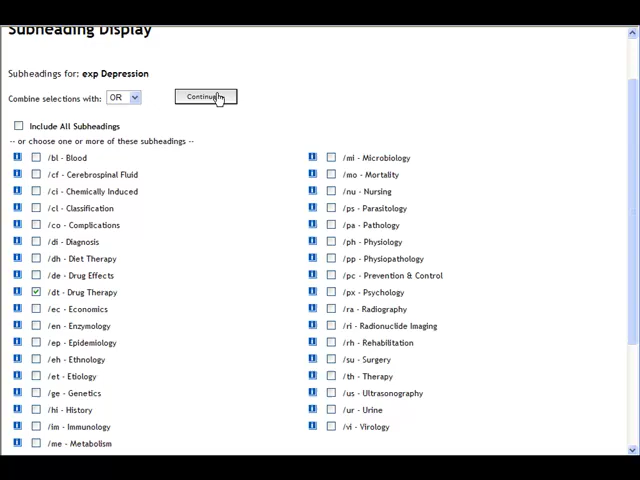 Subheading Display
Subheadings for: exp Depression
Combine selections with: OR Continue
Include All Subheadings
-- or choose one or more of these subheadings --
/bl - Blood
/cf - Cerebrospinal Fluid
/ci - Chemically Induced
/cl - Classification
/co - Complications
/di - Diagnosis
/dh - Diet Therapy
/de - Drug Effects
/dt - Drug Therapy
/ec - Economics
/en - Enzymology
/ep - Epidemiology
/eh - Ethnology
/et - Etiology
/ge - Genetics
/hi - History
/im - Immunology
/me - Metabolism
/mi - Microbiology
/mo - Mortality
/nu - Nursing
/ps - Parasitology
/pa - Pathology
/ph - Physiology
/pp - Physiopathology
/pc - Prevention & Control
/px - Psychology
/ra - Radiography
/ri - Radionuclide Imaging
/rh - Rehabilitation
/su - Surgery
/th - Therapy
/us - Ultrasonography
/ur - Urine
/vi - Virology